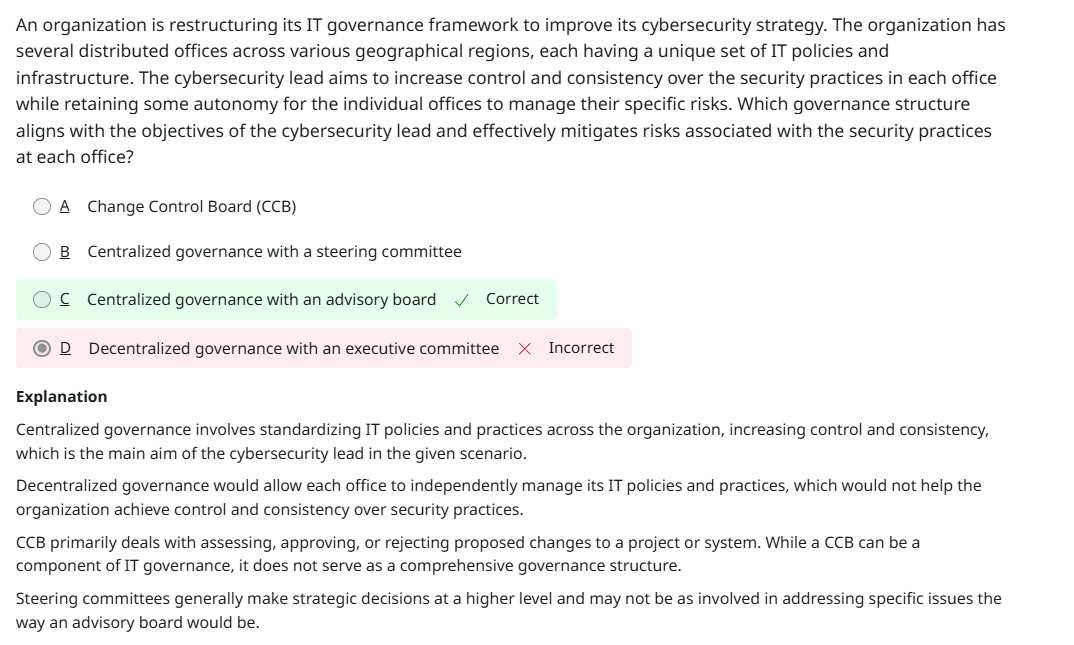 An organization is restructuring its IT governance framework to improve its cybersecurity strategy. The organization has
several distributed offices across various geographical regions, each having a unique set of IT policies and
infrastructure. The cybersecurity lead aims to increase control and consistency over the security practices in each office
while retaining some autonomy for the individual offices to manage their specific risks. Which governance structure
aligns with the objectives of the cybersecurity lead and effectively mitigates risks associated with the security practices
at each office?
A Change Control Board (CCB)
B Centralized governance with a steering committee
C Centralized governance with an advisory board ✓ Correct
D Decentralized governance with an executive committee ✕ Incorrect
Explanation
Centralized governance involves standardizing IT policies and practices across the organization, increasing control and consistency,
which is the main aim of the cybersecurity lead in the given scenario.
Decentralized governance would allow each office to independently manage its IT policies and practices, which would not help the
organization achieve control and consistency over security practices.
CCB primarily deals with assessing, approving, or rejecting proposed changes to a project or system. While a CCB can be a
component of IT governance, it does not serve as a comprehensive governance structure.
Steering committees generally make strategic decisions at a higher level and may not be as involved in addressing specific issues the
way an advisory board would be.